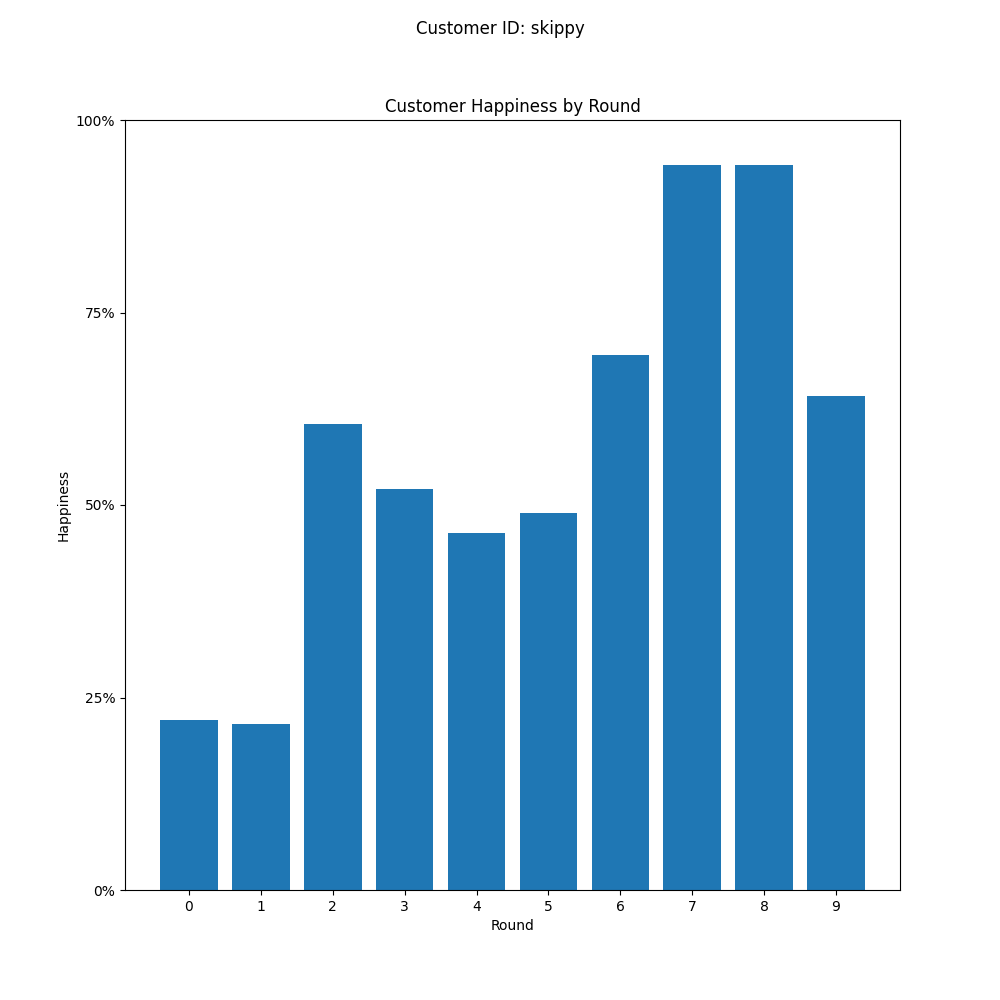 Customer ID: skippy
Customer Happiness by Round
100%
75%
50%
25%
0%
Happiness
0 1 2 3 4 5 6 7 8 9
Round